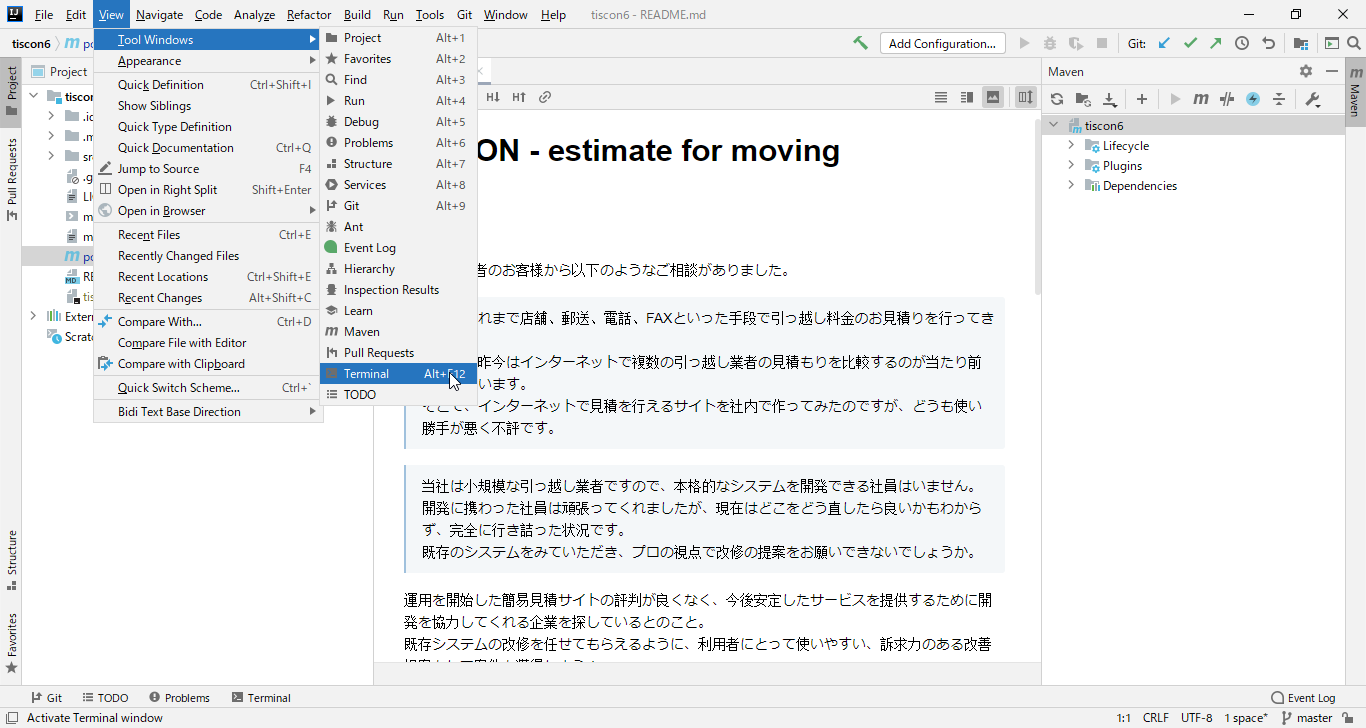 File Edit View Navigate Code Analyze Refactor Build Run Tools Git Window Help tiscon6 - README.md
tiscon6 Add Configuration... Git:
Project
Project
Pull Requests
Structure
Favorites
Tool Windows
Appearance
Quick Definition Ctrl+Shift+I
Show Siblings
Quick Type Definition
Quick Documentation Ctrl+Q
Jump to Source F4
Open in Right Split Shift+Enter
Open in Browser
Recent Files Ctrl+E
Recently Changed Files
Recent Locations Ctrl+Shift+E
Recent Changes Alt+Shift+C
Compare With... Ctrl+D
Compare File with Editor
Compare with Clipboard
Quick Switch Scheme... Ctrl+`
Bidi Text Base Direction
Project Alt+1
Favorites Alt+2
Find Alt+3
Run Alt+4
Debug Alt+5
Problems Alt+6
Structure Alt+7
Services Alt+8
Git Alt+9
Ant
Event Log
Hierarchy
Inspection Results
Learn
Maven
Pull Requests
Terminal Alt+F12
TODO
ON - estimate for moving
者のお客様から以下のようなご相談がありました。
れまで店舗、郵送、電話、FAXといった手段で引っ越し料金のお見積りを行ってき
昨今はインターネットで複数の引っ越し業者の見積もりを比較するのが当たり前
います。
そこで、インターネットで見積を行えるサイトを社内で作ってみたのですが、どうも使い
勝手が悪く不評です。
当社は小規模な引っ越し業者ですので、本格的なシステムを開発できる社員はいません。
開発に携わった社員は頑張ってくれましたが、現在はどこをどう直したら良いかもわから
ず、完全に行き詰った状況です。
既存のシステムをみていただき、プロの視点で改修の提案をお願いできないでしょうか。
運用を開始した簡易見積サイトの評判が良くなく、今後安定したサービスを提供するために開
発を協力してくれる企業を探しているとのこと。
既存システムの改修を任せてもらえるように、利用者にとって使いやすい、訴求力のある改善
Maven
tiscon6
Lifecycle
Plugins
Dependencies
Maven
Git TODO Problems Terminal Event Log
Activate Terminal window 1:1 CRLF UTF-8 1 space* master